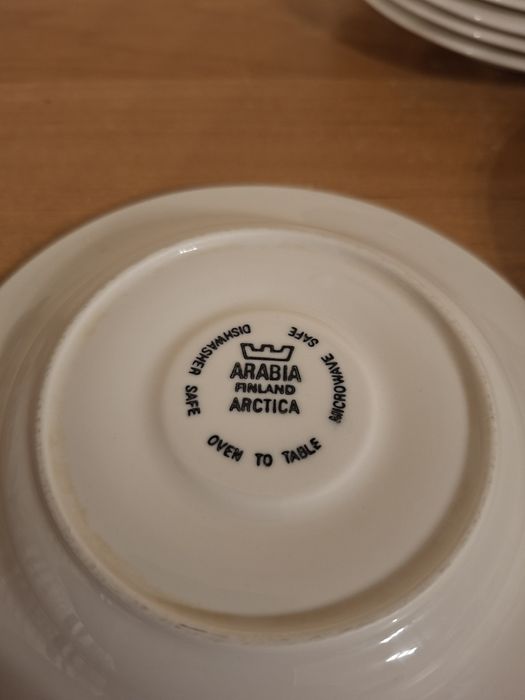 DISHWASHER SAFE
MICROWAVE SAFE
ARABIA
FINLAND
ARCTICA
OVEN TO TABLE